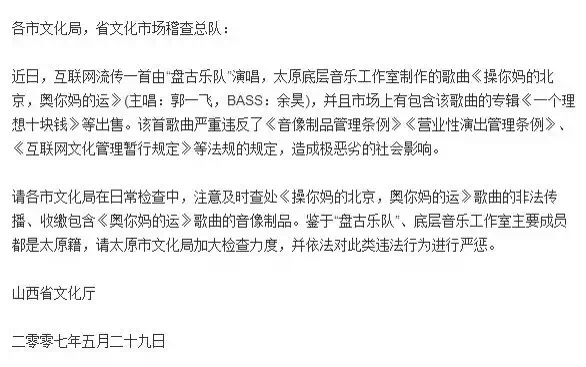 各市文化局，省文化市场稽查总队：
近日，互联网流传一首由“盘古乐队”演唱，太原底层音乐工作室制作的歌曲《操你妈的北
京，奥你妈的运》(主唱：郭一飞，BASS：余昊)，并且市场上有包含该歌曲的专辑《一个理
想十块钱》等出售。该首歌曲严重违反了《音像制品管理条例》《营业性演出管理条例》、
《互联网文化管理暂行规定》等法规的规定，造成极恶劣的社会影响。
请各市文化局在日常检查中，注意及时查处《操你妈的北京，奥你妈的运》歌曲的非法传
播、收缴包含《奥你妈的运》歌曲的音像制品。鉴于“盘古乐队”、底层音乐工作室主要成员
都是太原籍，请太原市文化局加大检查力度，并依法对此类违法行为进行严惩。
山西省文化厅
二零零七年五月二十九日